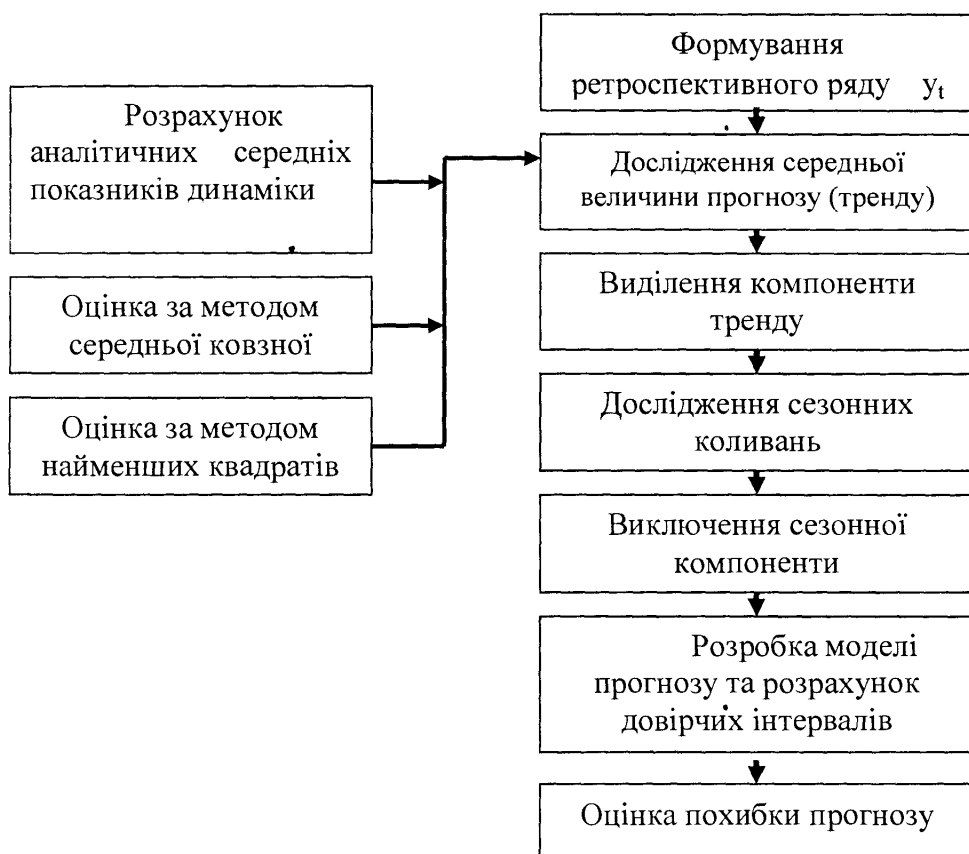 Формування
ретроспективного ряду yt
Розрахунок
аналітичних середніх
показників динаміки
Дослідження середньої
величини прогнозу (тренду)
Виділення компоненти
тренду
Оцінка за методом
середньої ковзної
Дослідження сезонних
коливань
Оцінка за методом
найменших квадратів
Виключення сезонної
компоненти
Розробка моделі
прогнозу та розрахунок
довірчих інтервалів
Оцінка похибки прогнозу